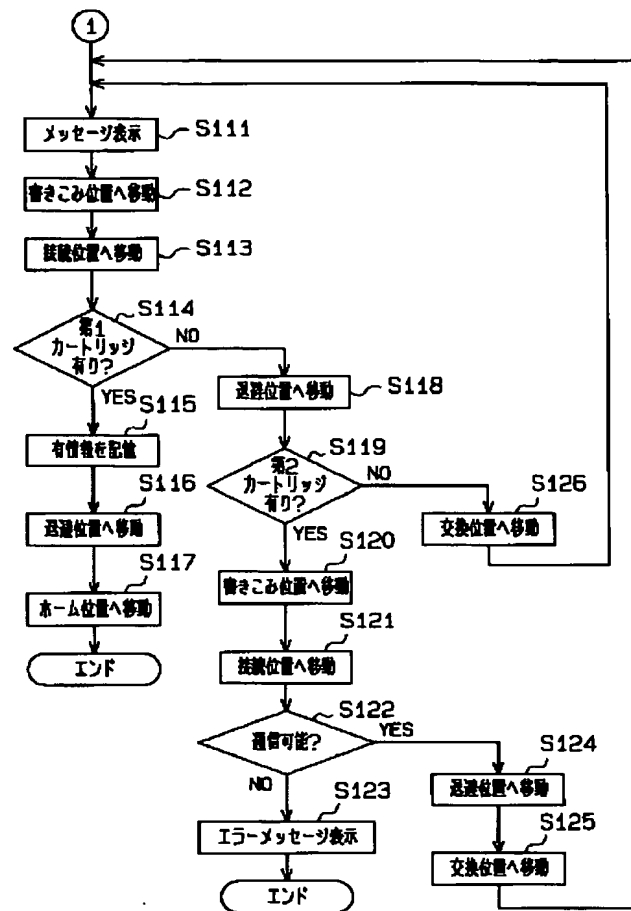 1
メッセージ表示
S111
書きこみ位置へ移動
S112
接続位置へ移動
S113
S114
第1
カートリッジ
有り?
NO
YES
S115
有情報を記憶
S116
退避位置へ移動
S117
ホーム位置へ移動
エンド
退避位置へ移動
S118
S119
第2
カートリッジ
有り?
NO
S126
交換位置へ移動
YES
S120
書きこみ位置へ移動
S121
接続位置へ移動
S122
通信可能?
YES
NO
S123
エラーメッセージ表示
エンド
S124
退避位置へ移動
S125
交換位置へ移動